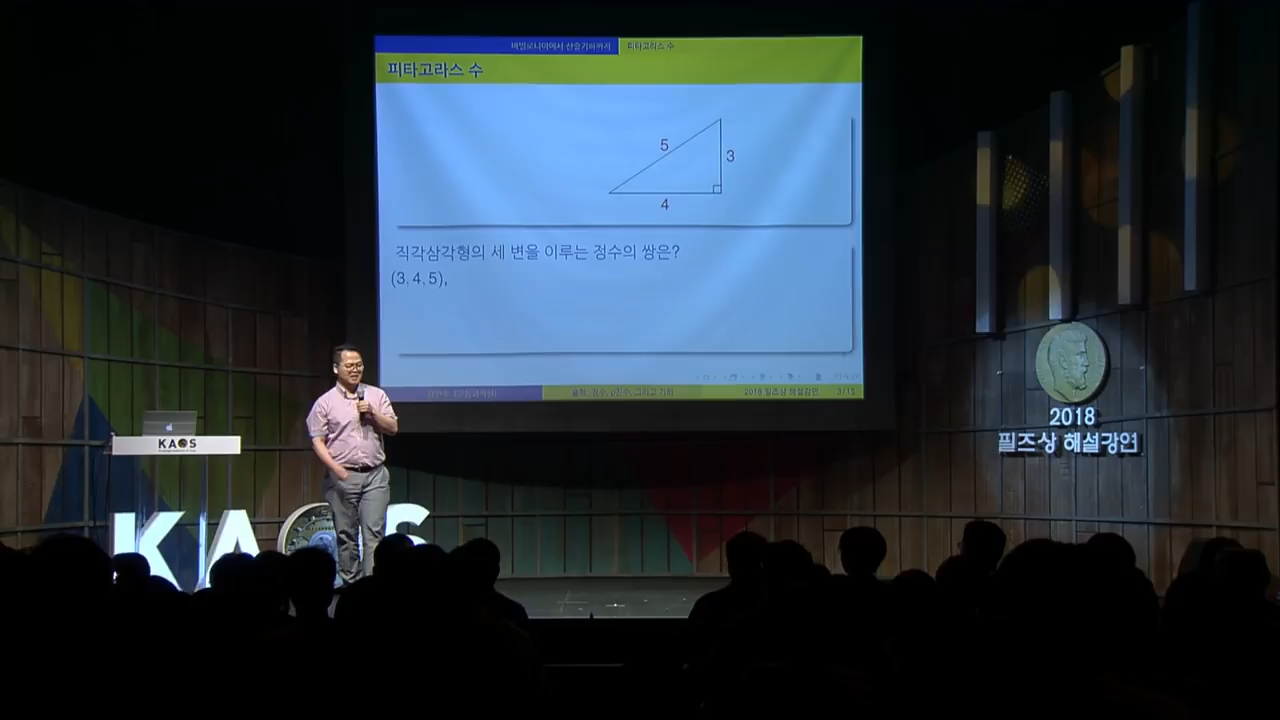 바빌로니아에서 산술기하까지 피타고라스 수
피타고라스 수
5
3
4
직각삼각형의 세 변을 이루는 정수의 쌍은?
(3, 4, 5),
2018 필즈상 해설강연 3/15
KAOS
KAOS
2018
필즈상 해설강연